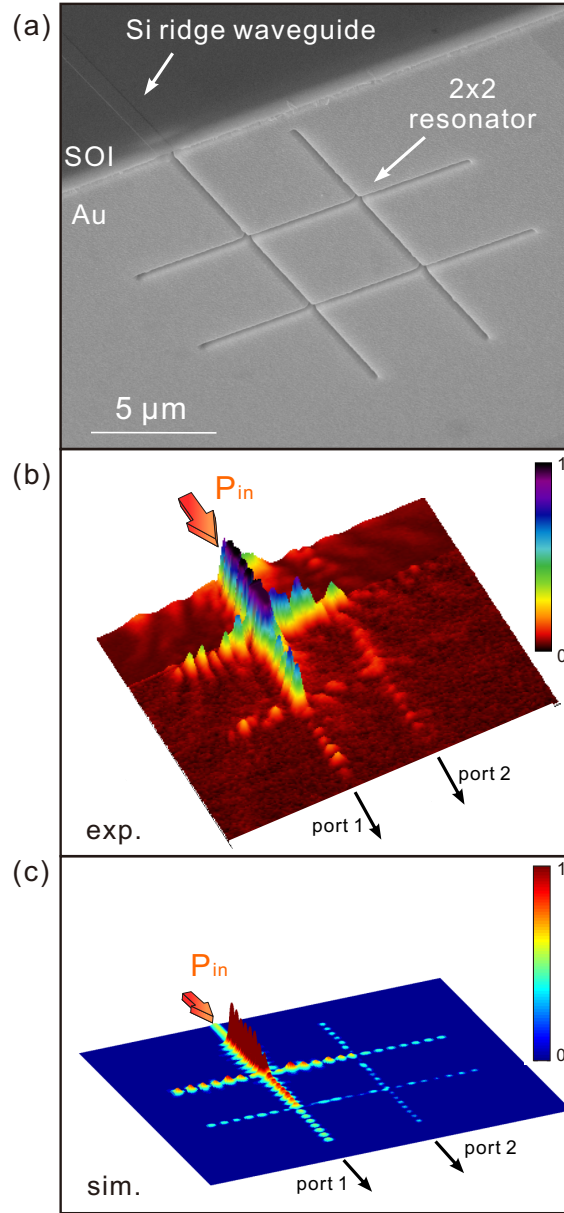 (a)
Si ridge waveguide
2x2
resonator
SOI
Au
5 μm
(b)
Pin
1
0
port 2
port 1
exp.
(c)
1
Pin
0
port 2
port 1
sim.